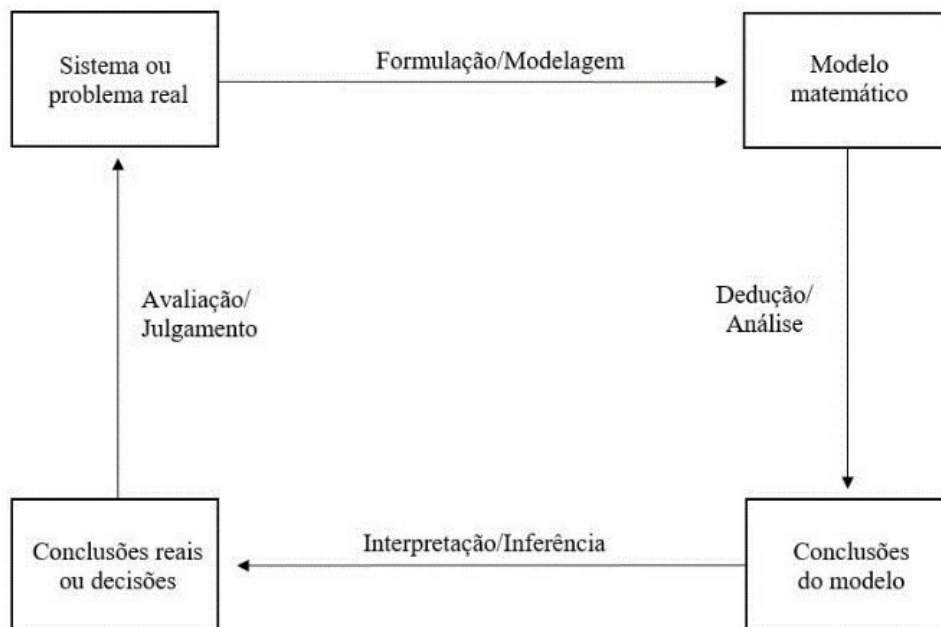 Sistema ou
problema real
Formulação/Modelagem
Modelo
matemático
Avaliação/
Julgamento
Dedução/
Análise
Conclusões reais
ou decisões
Interpretação/Inferência
Conclusões
do modelo